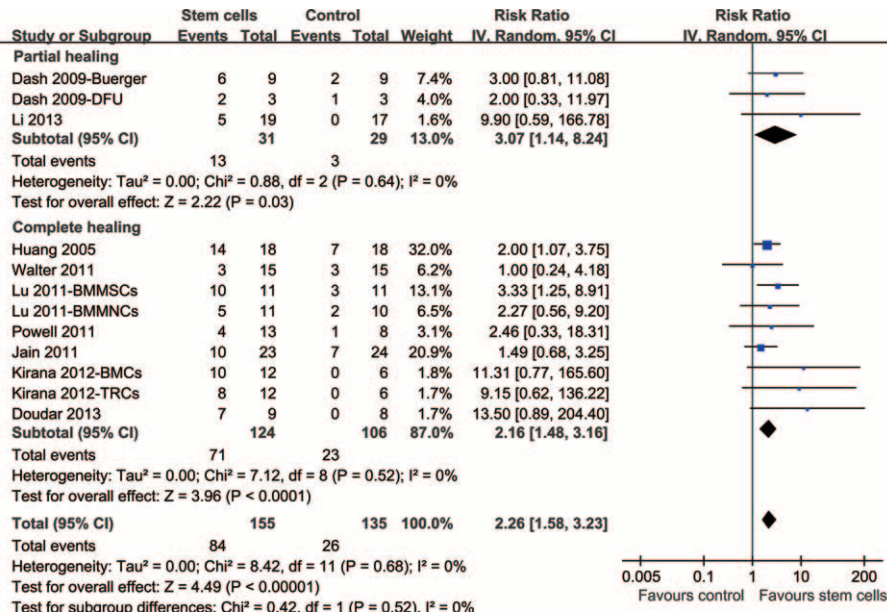 Stem cells Control Risk Ratio Risk Ratio
Study or Subgroup Events Total Events Total Weight IV. Random. 95% CI IV. Random. 95% CI
Partial healing
Dash 2009-Buerger 6 9 2 9 7.4% 3.00 [0.81, 11.08]
Dash 2009-DFU 2 3 1 3 4.0% 2.00 [0.33, 11.97]
Li 2013 5 19 0 17 1.6% 9.90 [0.59, 166.78]
Subtotal (95% CI) 31 29 13.0% 3.07 [1.14, 8.24]
Total events 13 3
Heterogeneity: Tau² = 0.00; Chi² = 0.88, df = 2 (P = 0.64); I² = 0%
Test for overall effect: Z = 2.22 (P = 0.03)
Complete healing
Huang 2005 14 18 7 18 32.0% 2.00 [1.07, 3.75]
Walter 2011 3 15 3 15 6.2% 1.00 [0.24, 4.18]
Lu 2011-BMMSCs 10 11 3 11 13.1% 3.33 [1.25, 8.91]
Lu 2011-BMMNCs 5 11 2 10 6.5% 2.27 [0.56, 9.20]
Powell 2011 4 13 1 8 3.1% 2.46 [0.33, 18.31]
Jain 2011 10 23 7 24 20.9% 1.49 [0.68, 3.25]
Kirana 2012-BMCs 10 12 0 6 1.8% 11.31 [0.77, 165.60]
Kirana 2012-TRCs 8 12 0 6 1.8% 9.15 [0.62, 136.22]
Doudar 2013 7 9 0 8 1.7% 13.50 [0.89, 204.40]
Subtotal (95% CI) 124 106 87.0% 2.16 [1.48, 3.16]
Total events 71 23
Heterogeneity: Tau² = 0.00; Chi² = 7.12, df = 8 (P = 0.52); I² = 0%
Test for overall effect: Z = 3.96 (P < 0.0001)
Total (95% CI) 155 135 100.0% 2.26 [1.58, 3.23]
Total events 84 26
Heterogeneity: Tau² = 0.00; Chi² = 8.42, df = 11 (P = 0.68); I² = 0%
Test for overall effect: Z = 4.49 (P < 0.00001)
Test for subgroup differences: Chi² = 0.42, df = 1 (P = 0.52), I² = 0%
0.005 0.1 1 10 200
Favours control Favours stem cells